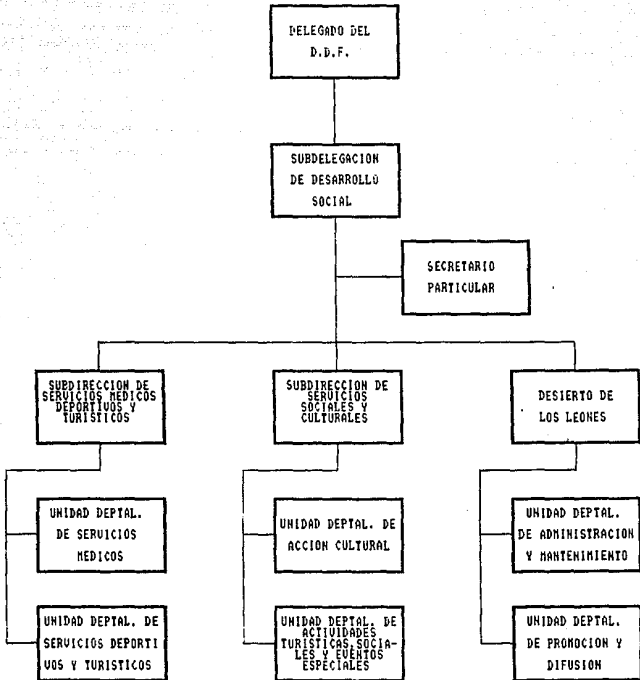 DELEGADO DEL
D.D.F.
SUBDELEGACION
DE DESARROLLO
SOCIAL
SECRETARIO
PARTICULAR
SUBDIRECCION DE
SERVICIOS MEDICOS
DEPORTIVOS Y
TURISTICOS
SUBDIRECCION DE
SERVICIOS
SOCIALES Y
CULTURALES
DESIERTO DE
LOS LEONES
UNIDAD DEPTAL.
DE SERVICIOS
MEDICOS
UNIDAD DEPTAL. DE
ACCION CULTURAL
UNIDAD DEPTAL.
DE ADMINISTRACION
Y MANTENIMIENTO
UNIDAD DEPTAL. DE
SERVICIOS DEPORTI
VOS Y TURISTICOS
UNIDAD DEPTAL. DE
ACTIVIDADES
TURISTICAS,SOCIA-
LES Y EVENTOS
ESPECIALES
UNIDAD DEPTAL.
DE PROMOCION Y
DIFUSION